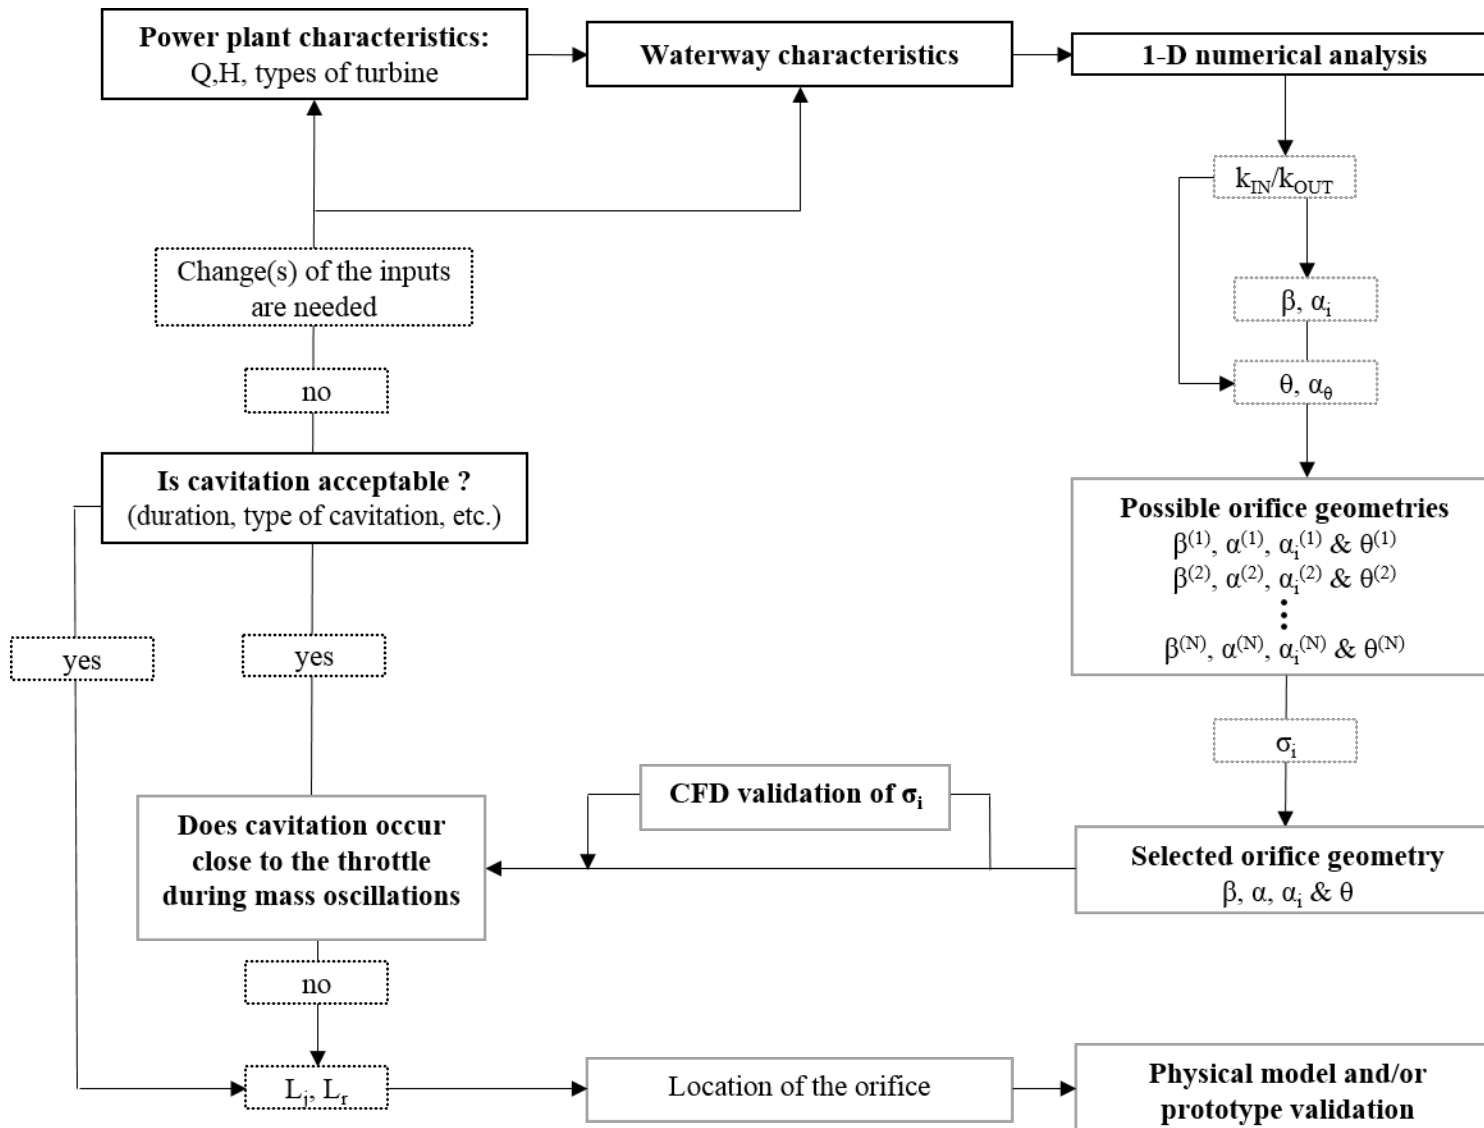 Power plant characteristics:
Q,H, types of turbine
Waterway characteristics
1-D numerical analysis
k_IN/k_OUT
Change(s) of the inputs
are needed
β, α_i
no
θ, α_θ
Is cavitation acceptable ?
(duration, type of cavitation, etc.)
Possible orifice geometries
β^(1), α^(1), α_i^(1) & θ^(1)
β^(2), α^(2), α_i^(2) & θ^(2)
⋮
β^(N), α^(N), α_i^(N) & θ^(N)
yes
yes
σ_i
CFD validation of σ_i
Does cavitation occur
close to the throttle
during mass oscillations
Selected orifice geometry
β, α, α_i & θ
no
L_j, L_r
Location of the orifice
Physical model and/or
prototype validation